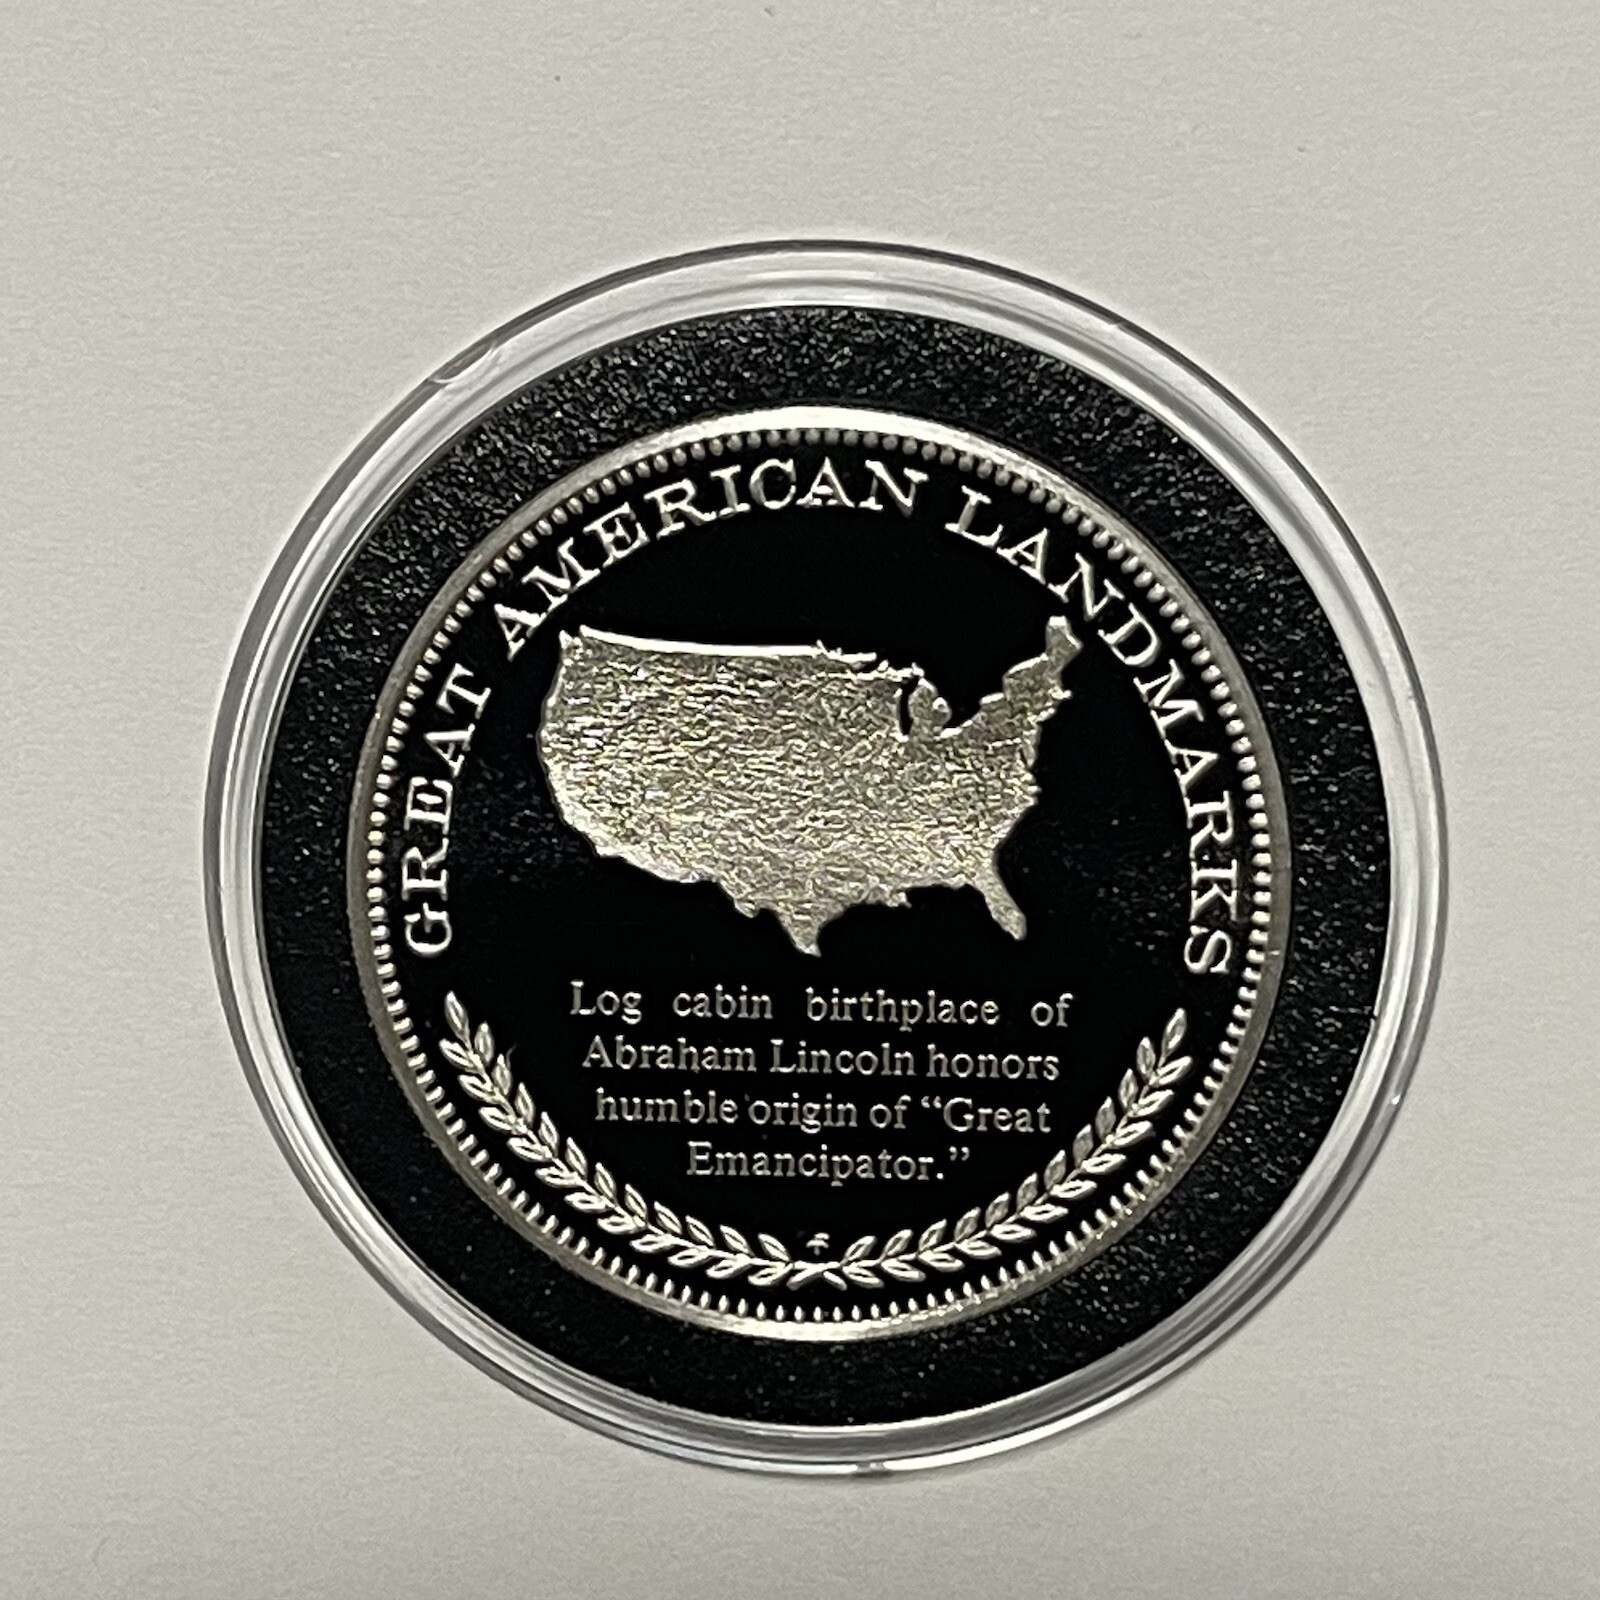 GREAT AMERICAN LANDMARKS
Log cabin birthplace of
Abraham Lincoln honors
humble origin of “Great
Emancipator.”